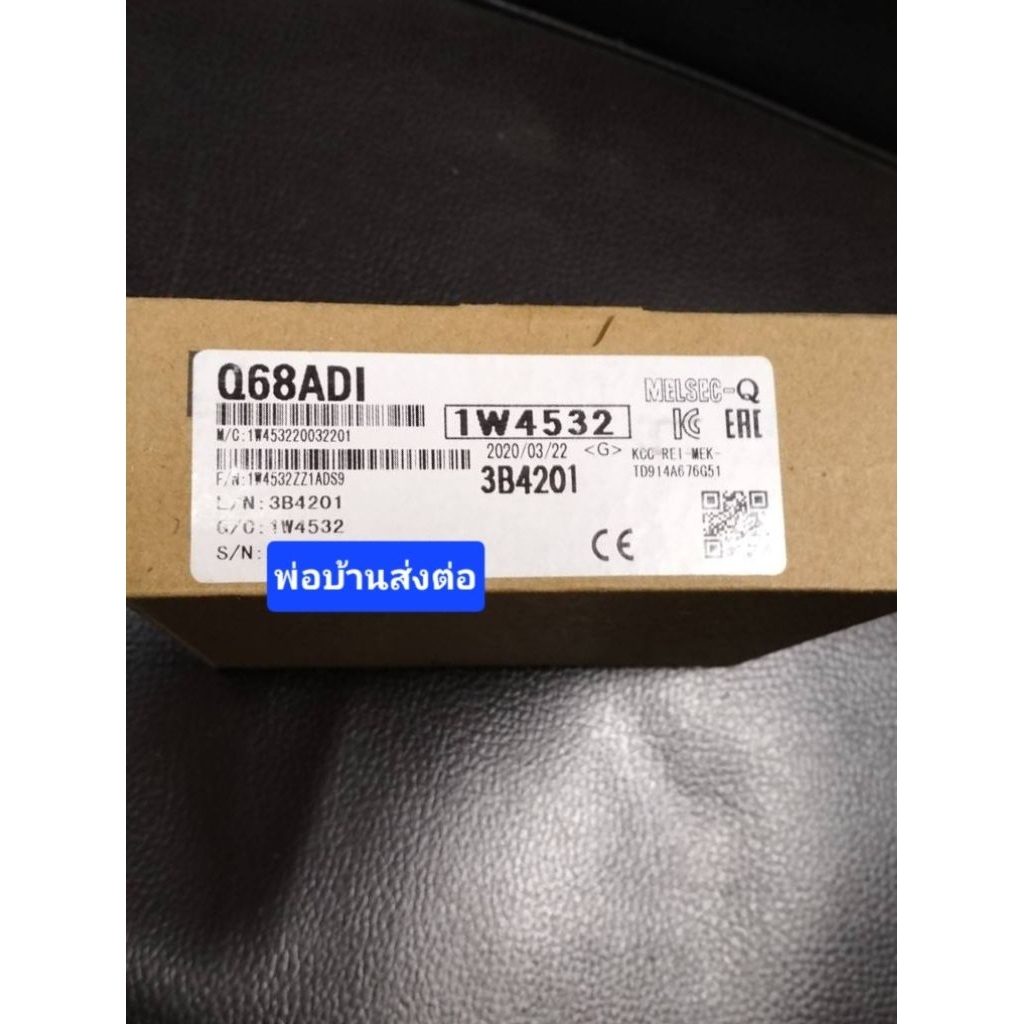 Q68ADI
MELSEC-Q
M/C:1W453220032201
1W4532
EAC
2020/03/22 <G>
KCC-REI-MEK-
TD914A676G51
F/N:1W4532ZZ1ADS9
3B4201
L/N:3B4201
G/C:1W4532
CE
S/N:
พ่อบ้านส่งต่อ